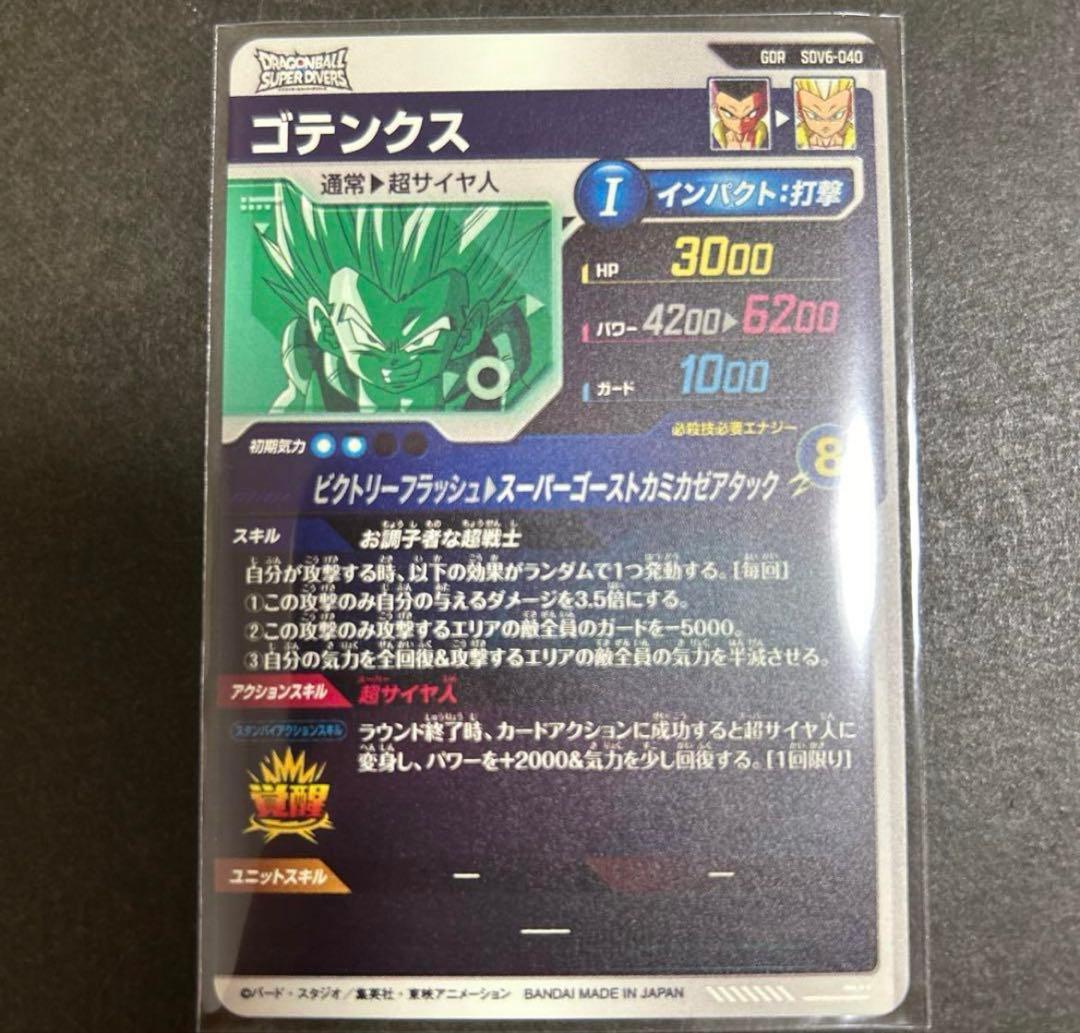 DRAGONBALL
SUPER DIVERS
GDR SDV6-040
ゴテンクス
通常▶超サイヤ人
I インパクト:打撃
HP 3000
パワー 4200▶6200
ガード 1000
初期気力
必殺技必要エナジー
8
ビクトリーフラッシュ▶スーパーゴーストカミカゼアタック
スキル お調子者な超戦士
自分が攻撃する時、以下の効果がランダムで1つ発動する。[毎回]
①この攻撃のみ自分の与えるダメージを3.5倍にする。
②この攻撃のみ攻撃するエリアの敵全員のガードを-5000。
③自分の気力を全回復&攻撃するエリアの敵全員の気力を半減させる。
アクションスキル 超サイヤ人
スタンバイアクションスキル
ラウンド終了時、カードアクションに成功すると超サイヤ人に
変身し、パワーを+2000&気力を少し回復する。[1回限り]
覚醒
ユニットスキル ー ー
ー
©バード・スタジオ/集英社・東映アニメーション BANDAI MADE IN JAPAN